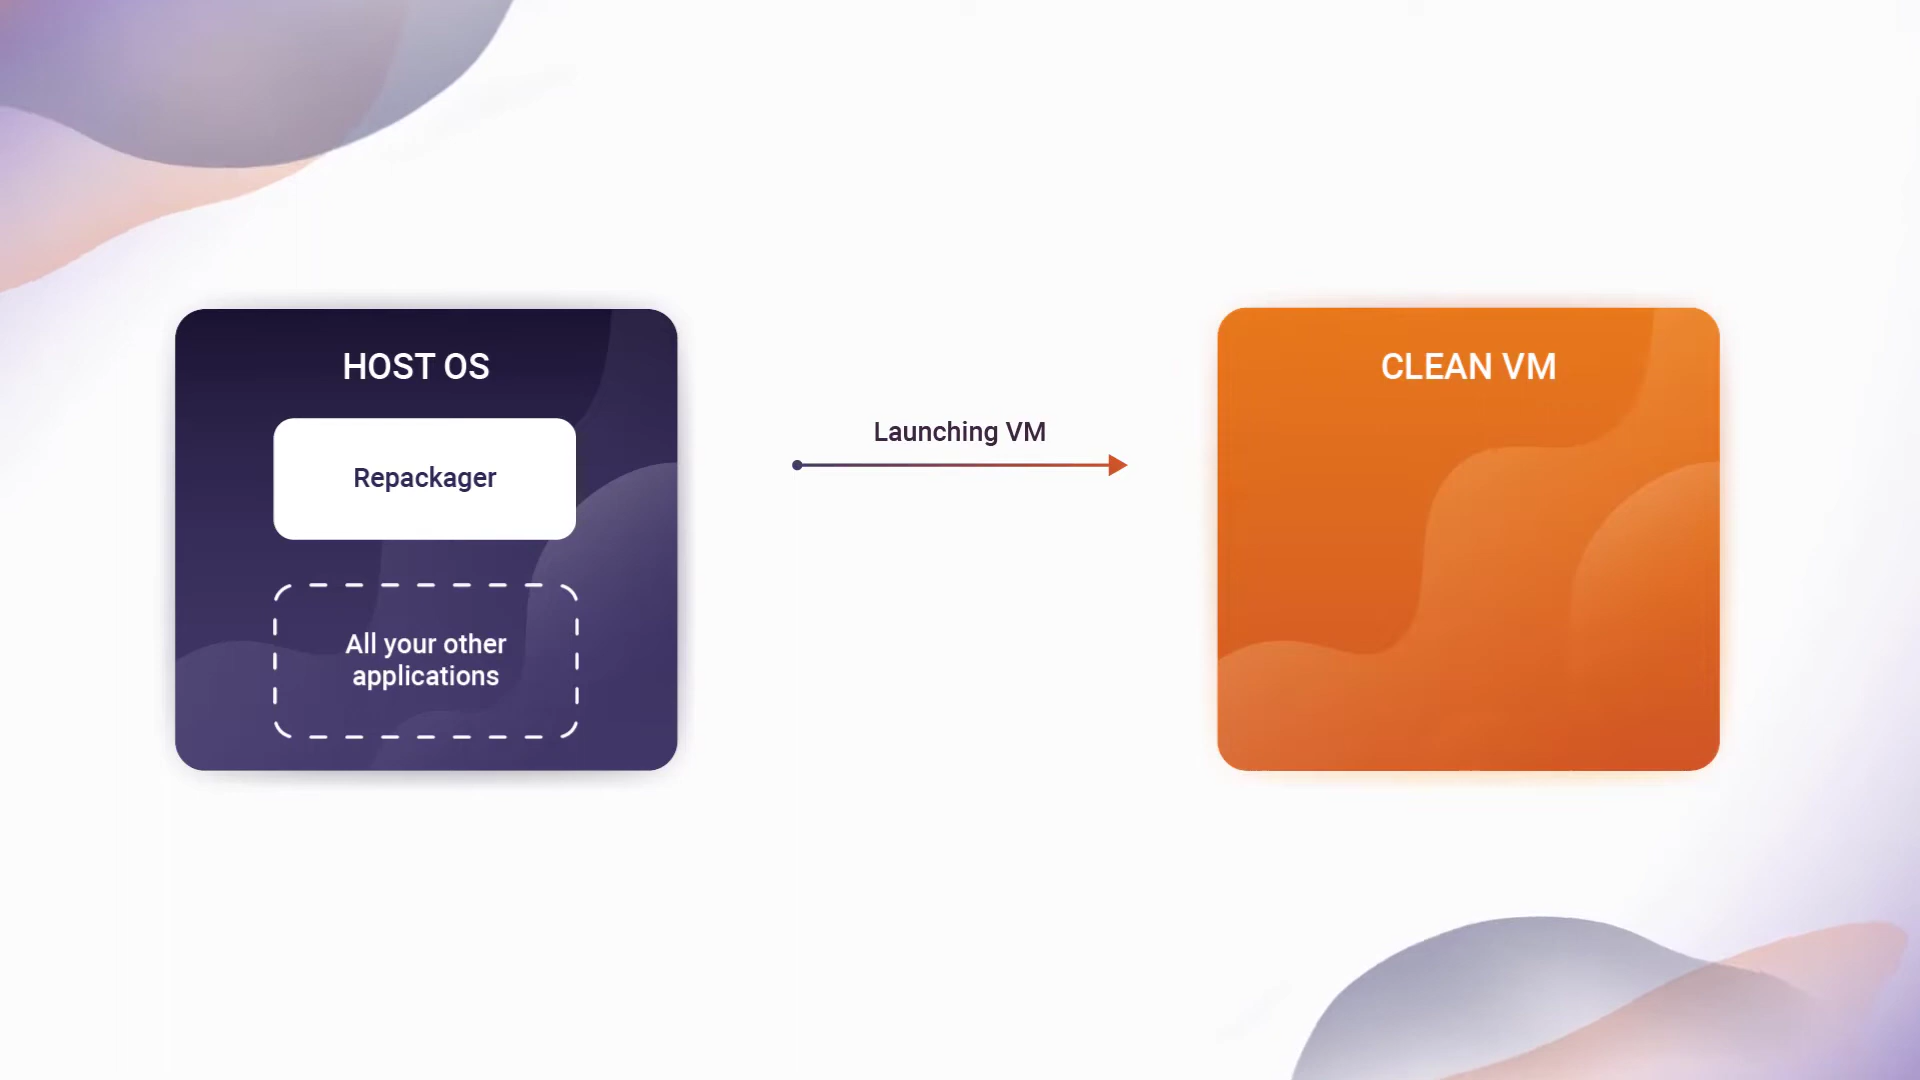 HOST OS
Repackager
All your other
applications
Launching VM
CLEAN VM